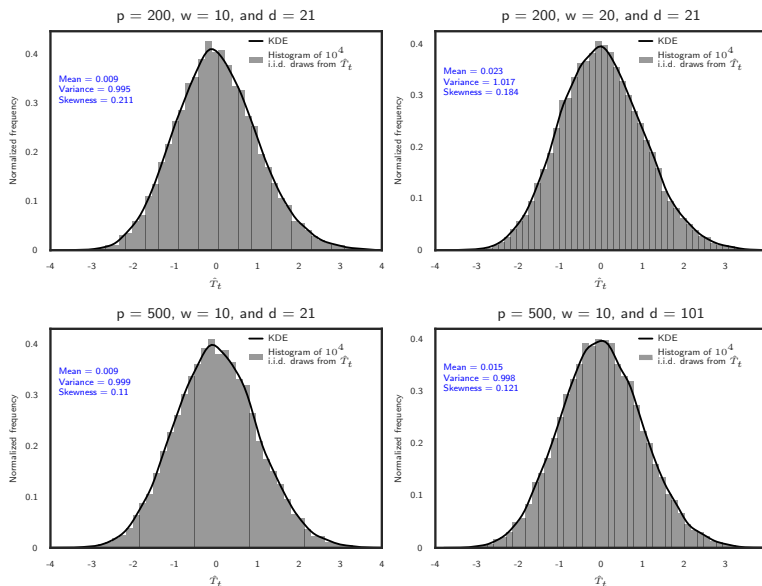 p = 200, w = 10, and d = 21
KDE
Histogram of 10^4
i.i.d. draws from T̂_t
Mean = 0.009
Variance = 0.995
Skewness = 0.211
Normalized frequency
0.4
0.3
0.2
0.1
0
-4 -3 -2 -1 0 1 2 3 4
T̂_t
p = 200, w = 20, and d = 21
KDE
Histogram of 10^4
i.i.d. draws from T̂_t
Mean = 0.023
Variance = 1.017
Skewness = 0.184
Normalized frequency
0.4
0.3
0.2
0.1
0
-4 -3 -2 -1 0 1 2 3
T̂_t
p = 500, w = 10, and d = 21
KDE
Histogram of 10^4
i.i.d. draws from T̂_t
Mean = 0.009
Variance = 0.999
Skewness = 0.11
Normalized frequency
0.4
0.3
0.2
0.1
0
-4 -3 -2 -1 0 1 2 3 4
T̂_t
p = 500, w = 10, and d = 101
KDE
Histogram of 10^4
i.i.d. draws from T̂_t
Mean = 0.015
Variance = 0.998
Skewness = 0.121
Normalized frequency
0.4
0.3
0.2
0.1
0
-4 -3 -2 -1 0 1 2 3
T̂_t